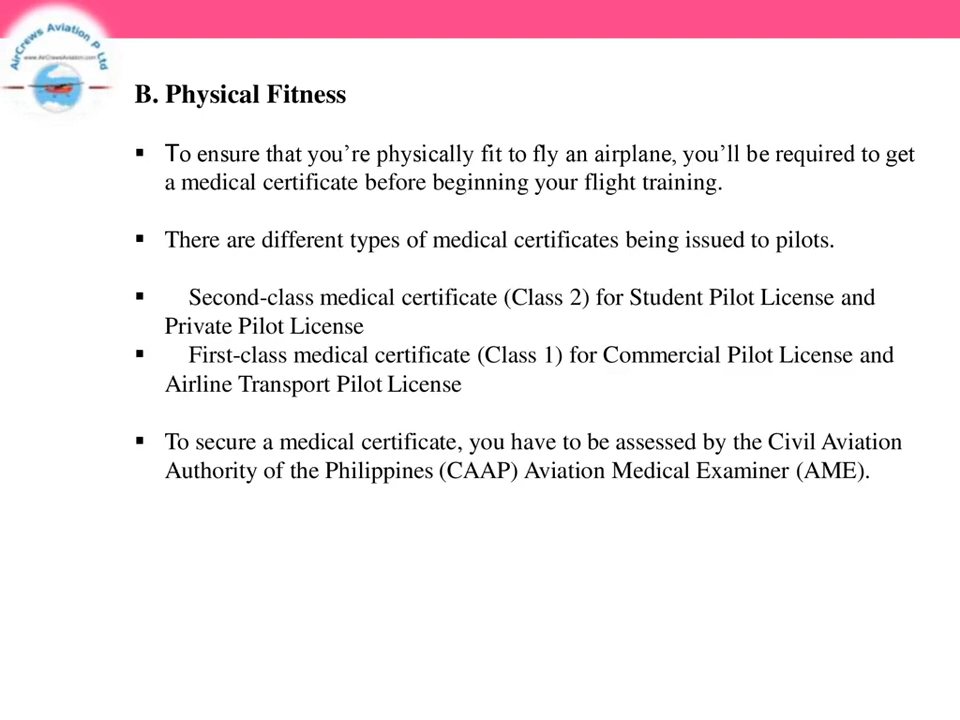 AirCrews Aviation P Ltd
www.AirCrewsAviation.com
B. Physical Fitness
▪ To ensure that you’re physically fit to fly an airplane, you’ll be required to get
a medical certificate before beginning your flight training.
▪ There are different types of medical certificates being issued to pilots.
▪ Second-class medical certificate (Class 2) for Student Pilot License and
Private Pilot License
▪ First-class medical certificate (Class 1) for Commercial Pilot License and
Airline Transport Pilot License
▪ To secure a medical certificate, you have to be assessed by the Civil Aviation
Authority of the Philippines (CAAP) Aviation Medical Examiner (AME).